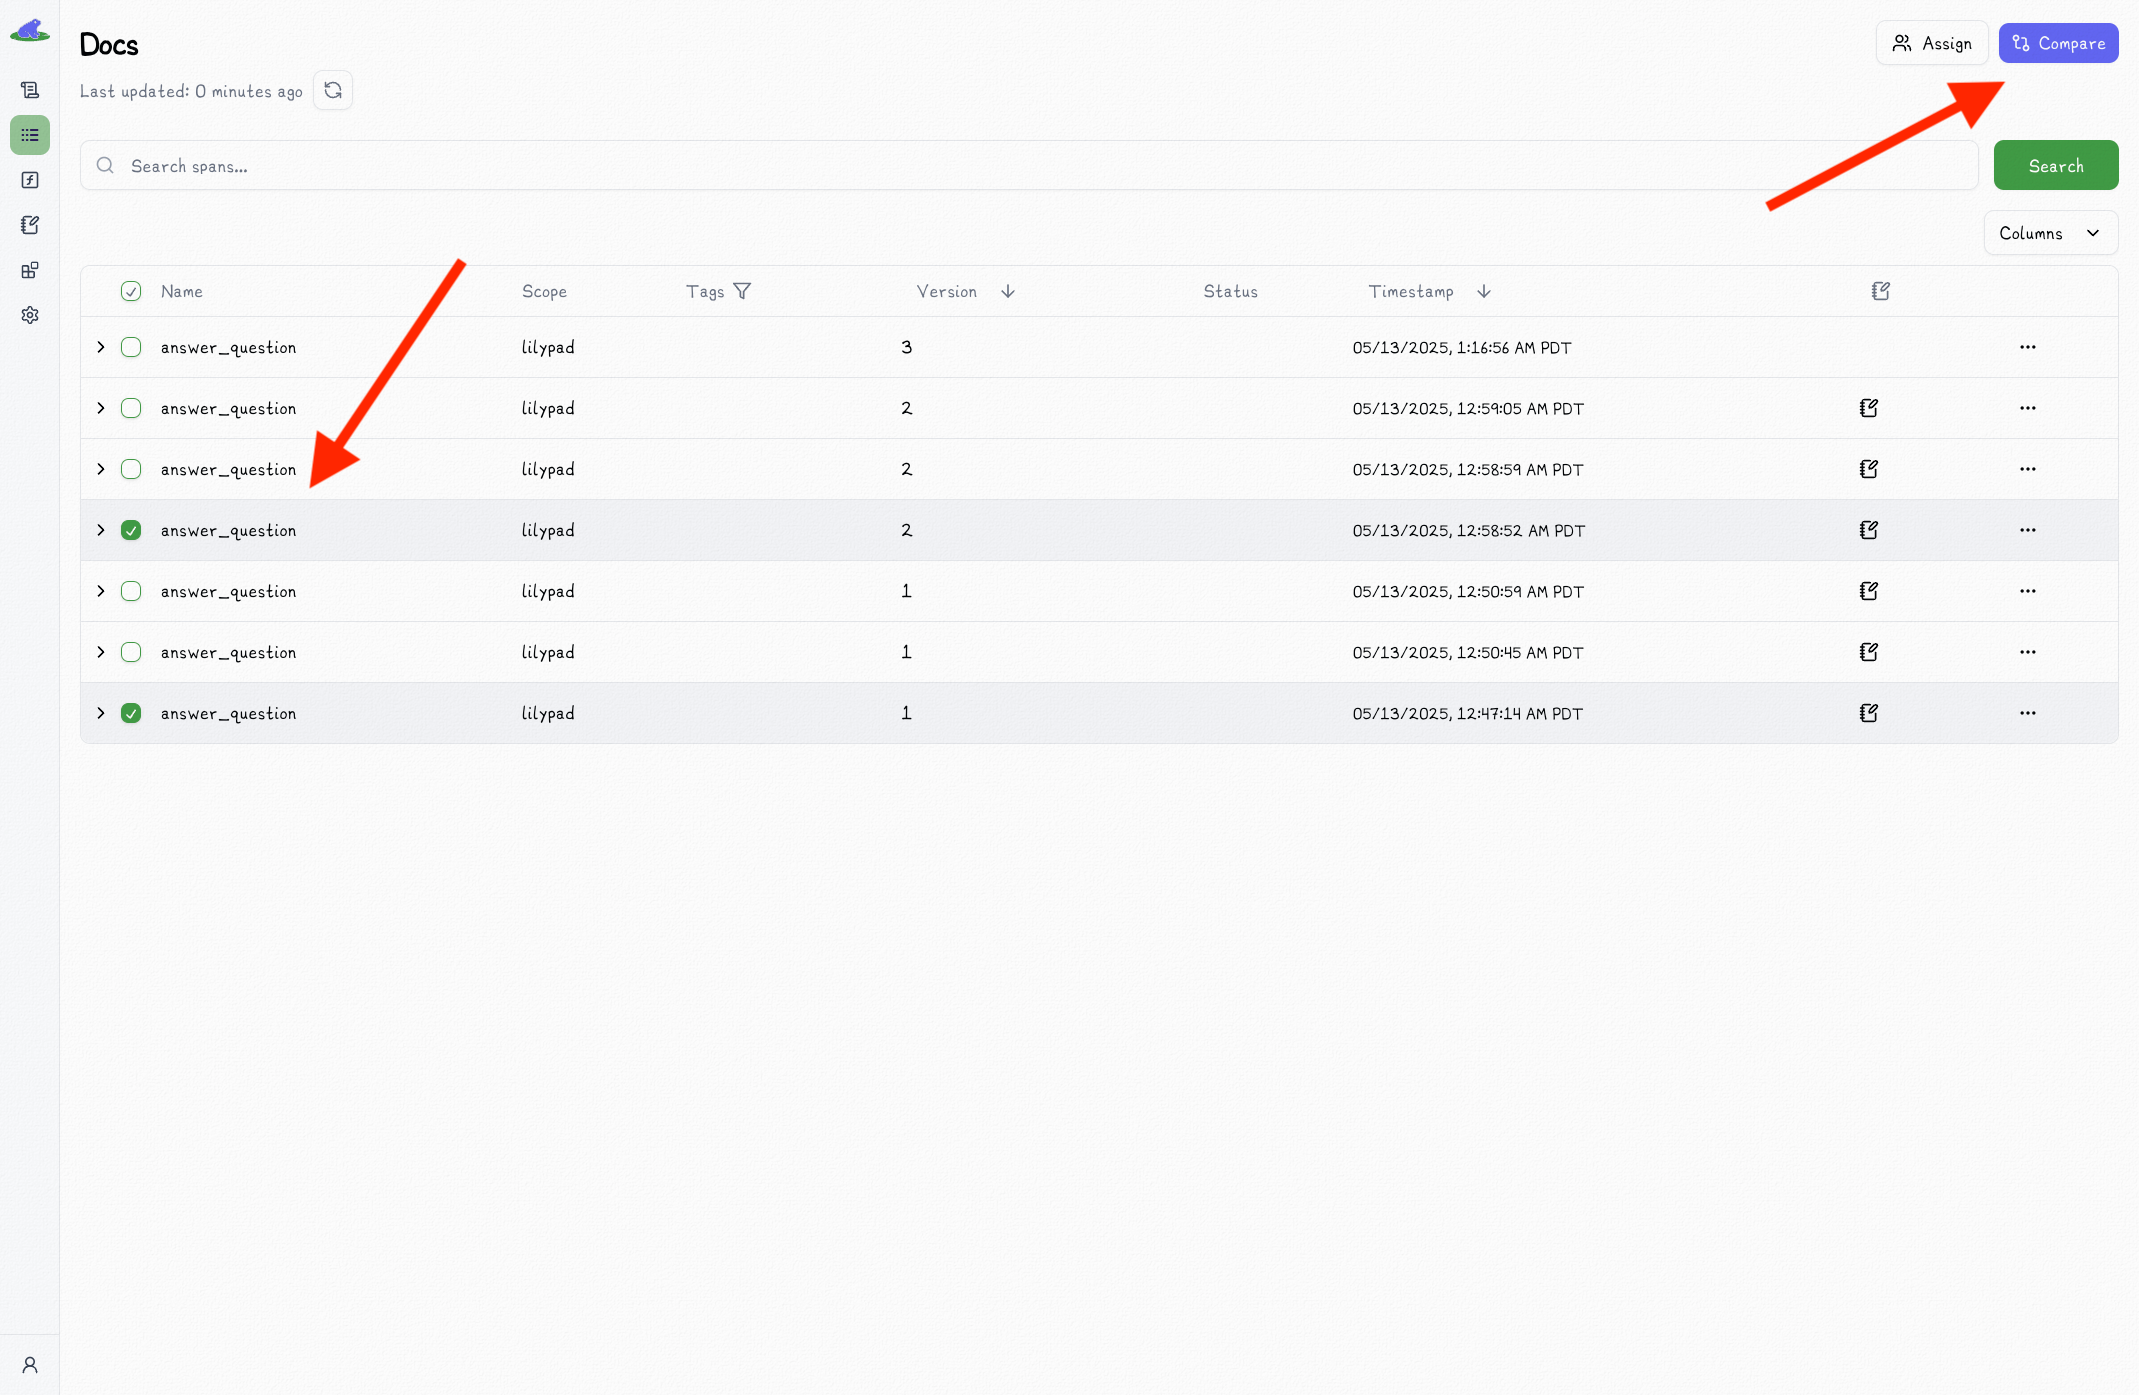 Docs
Assign
Compare
Last updated: 0 minutes ago
Search spans...
Search
Columns
Name Scope Tags Version Status Timestamp
answer_question lilypad 3 05/13/2025, 1:16:56 AM PDT
answer_question lilypad 2 05/13/2025, 12:59:05 AM PDT
answer_question lilypad 2 05/13/2025, 12:58:59 AM PDT
answer_question lilypad 2 05/13/2025, 12:58:52 AM PDT
answer_question lilypad 1 05/13/2025, 12:50:59 AM PDT
answer_question lilypad 1 05/13/2025, 12:50:45 AM PDT
answer_question lilypad 1 05/13/2025, 12:47:14 AM PDT